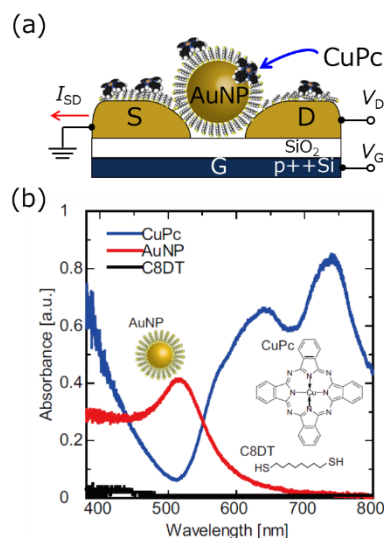 (a)
CuPc
I_SD
AuNP
S
D
V_D
SiO₂
V_G
G
p++Si
(b)
1
CuPc
AuNP
C8DT
0.8
AuNP
0.6
CuPc
N
N
N
N
Cu
N
N
N
N
0.4
C8DT
HS
SH
0.2
0
400
500
600
700
800
Absorbance [a.u.]
Wavelength [nm]